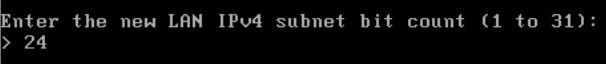 Enter the new LAN IPv4 subnet bit count (1 to 31):
> 24